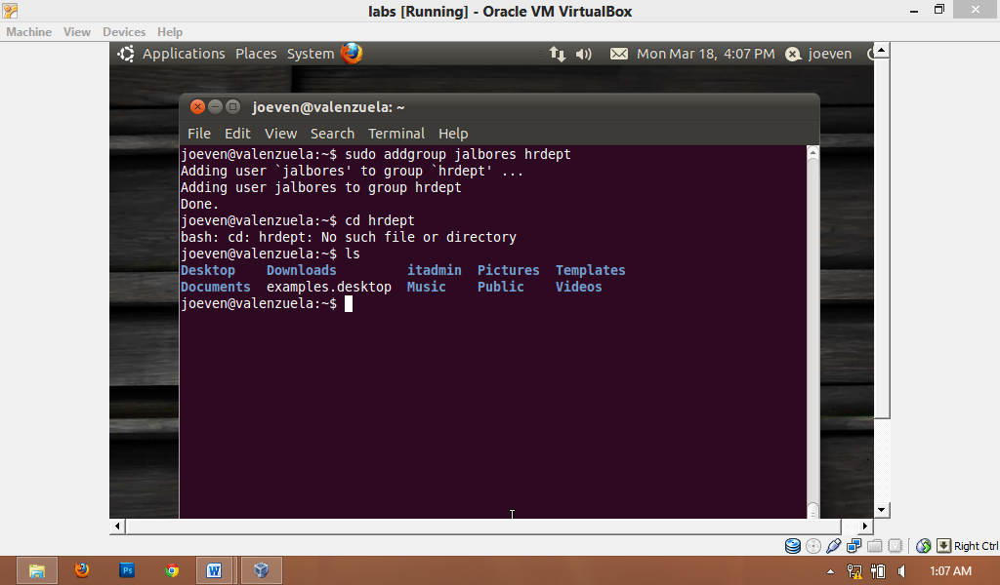 labs [Running] - Oracle VM VirtualBox
Machine View Devices Help
Applications Places System Mon Mar 18, 4:07 PM joeven
joeven@valenzuela: ~
File Edit View Search Terminal Help
joeven@valenzuela:~$ sudo addgroup jalbores hrdept
Adding user `jalbores' to group `hrdept' ...
Adding user jalbores to group hrdept
Done.
joeven@valenzuela:~$ cd hrdept
bash: cd: hrdept: No such file or directory
joeven@valenzuela:~$ ls
Desktop Downloads itadmin Pictures Templates
Documents examples.desktop Music Public Videos
joeven@valenzuela:~$
Right Ctrl
Ps W 1:07 AM